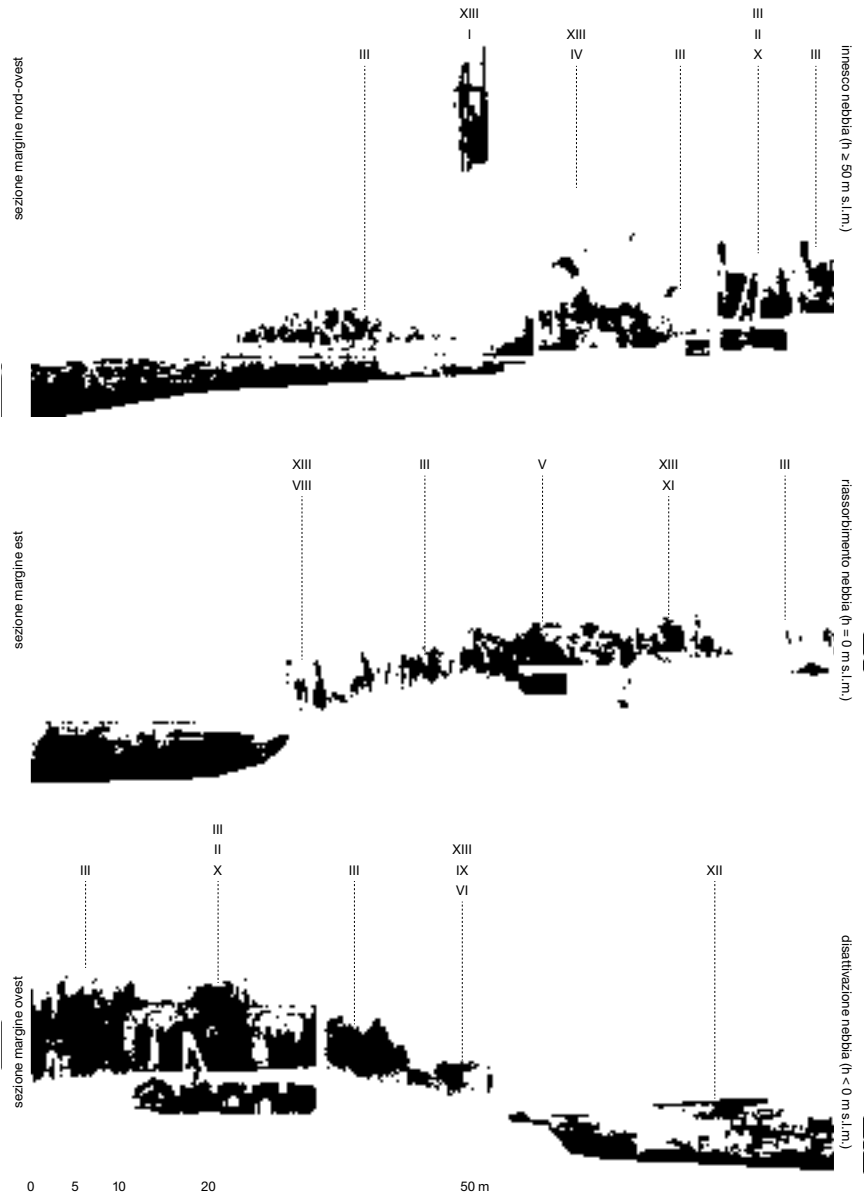 sezione margine nord-ovest
innesco nebbia (h ≥ 50 m s.l.m.)
III
XIII
I
XIII
IV
III
III
II
X
III
sezione margine est
riassorbimento nebbia (h = 0 m s.l.m.)
XIII
VIII
III
V
XIII
XI
III
sezione margine ovest
disattivazione nebbia (h < 0 m s.l.m.)
III
III
II
X
III
XIII
IX
VI
XII
0 5 10 20 50 m